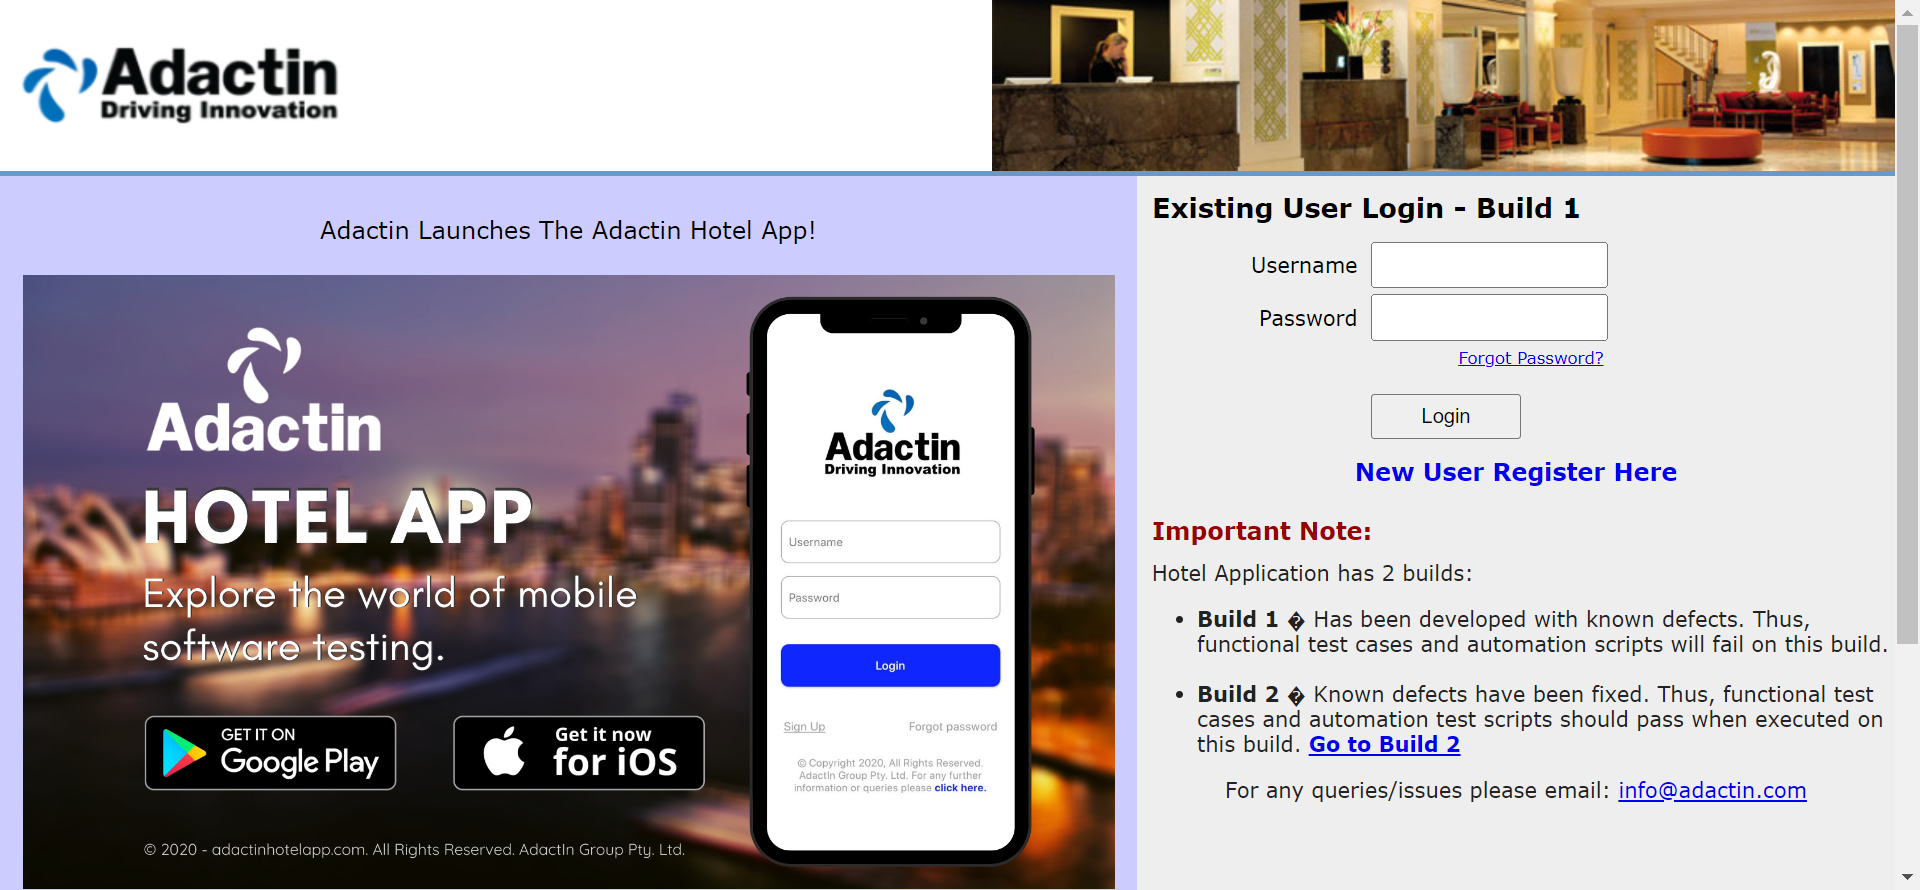 Adactin
Driving Innovation
Adactin Launches The Adactin Hotel App!
Adactin
HOTEL APP
Explore the world of mobile
software testing.
GET IT ON
Google Play
Get it now
for iOS
© 2020 - adactinhotelapp.com. All Rights Reserved. AdactIn Group Pty. Ltd.
Adactin
Driving Innovation
Username
Password
Login
Sign Up
Forgot password
© Copyright 2020, All Rights Reserved.
AdactIn Group Pty. Ltd. For any further
information or queries please click here.
Existing User Login - Build 1
Username
Password
Forgot Password?
Login
New User Register Here
Important Note:
Hotel Application has 2 builds:
• Build 1 � Has been developed with known defects. Thus,
functional test cases and automation scripts will fail on this build.
• Build 2 � Known defects have been fixed. Thus, functional test
cases and automation test scripts should pass when executed on
this build. Go to Build 2
For any queries/issues please email: info@adactin.com